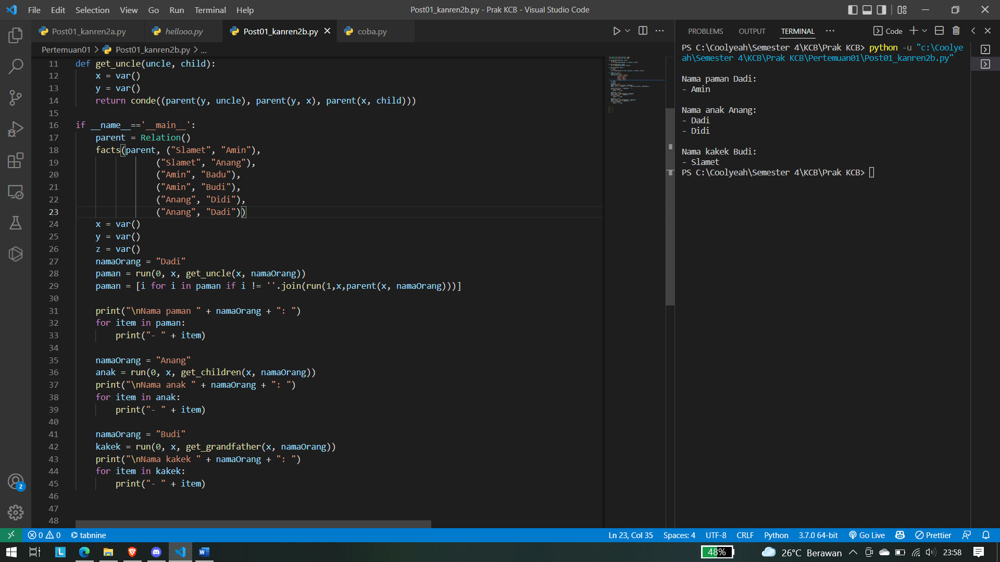 File Edit Selection View Go Run Terminal Help
Post01_kanren2b.py - Prak KCB - Visual Studio Code
Post01_kanren2a.py
hellooo.py
Post01_kanren2b.py
coba.py
Pertemuan01 > Post01_kanren2b.py > ...
11 def get_uncle(uncle, child):
12 x = var()
13 y = var()
14 return conde((parent(y, uncle), parent(y, x), parent(x, child)))
15
16 if __name__=='__main__':
17 parent = Relation()
18 facts(parent, ("Slamet", "Amin"),
19 ("Slamet", "Anang"),
20 ("Amin", "Badu"),
21 ("Amin", "Budi"),
22 ("Anang", "Didi"),
23 ("Anang", "Dadi"))
24 x = var()
25 y = var()
26 z = var()
27 namaOrang = "Dadi"
28 paman = run(0, x, get_uncle(x, namaOrang))
29 paman = [i for i in paman if i != ''.join(run(1,x,parent(x, namaOrang)))]
30
31 print("\nNama paman " + namaOrang + ": ")
32 for item in paman:
33 print("- " + item)
34
35 namaOrang = "Anang"
36 anak = run(0, x, get_children(x, namaOrang))
37 print("\nNama anak " + namaOrang + ": ")
38 for item in anak:
39 print("- " + item)
40
41 namaOrang = "Budi"
42 kakek = run(0, x, get_grandfather(x, namaOrang))
43 print("\nNama kakek " + namaOrang + ": ")
44 for item in kakek:
45 print("- " + item)
46
47
48
PROBLEMS OUTPUT TERMINAL ... Code
PS C:\Coolyeah\Semester 4\KCB\Prak KCB> python -u "c:\Coolye
ah\Semester 4\KCB\Prak KCB\Pertemuan01\Post01_kanren2b.py"
Nama paman Dadi:
- Amin
Nama anak Anang:
- Dadi
- Didi
Nama kakek Budi:
- Slamet
PS C:\Coolyeah\Semester 4\KCB\Prak KCB>
2
0 0 tabnine
Ln 23, Col 35 Spaces: 4 UTF-8 CRLF Python 3.7.0 64-bit Go Live Prettier
L W 48% 26°C Berawan 23:58